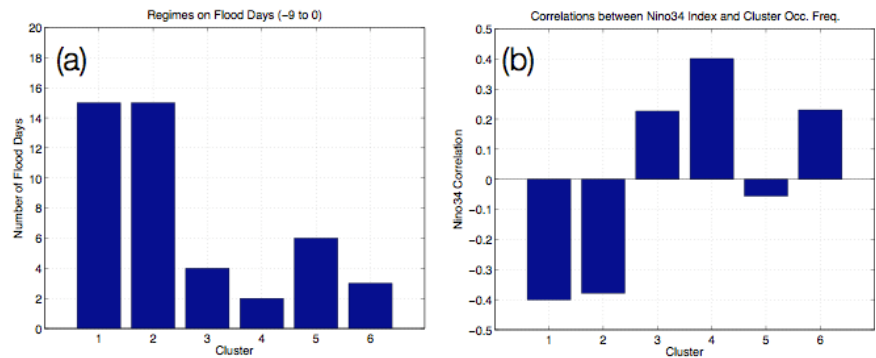 Regimes on Flood Days (−9 to 0)
(a)
Number of Flood Days
20
18
16
14
12
10
8
6
4
2
0
1 2 3 4 5 6
Cluster
Correlations between Nino34 Index and Cluster Occ. Freq.
(b)
Nino34 Correlation
0.5
0.4
0.3
0.2
0.1
0
−0.1
−0.2
−0.3
−0.4
−0.5
1 2 3 4 5 6
Cluster